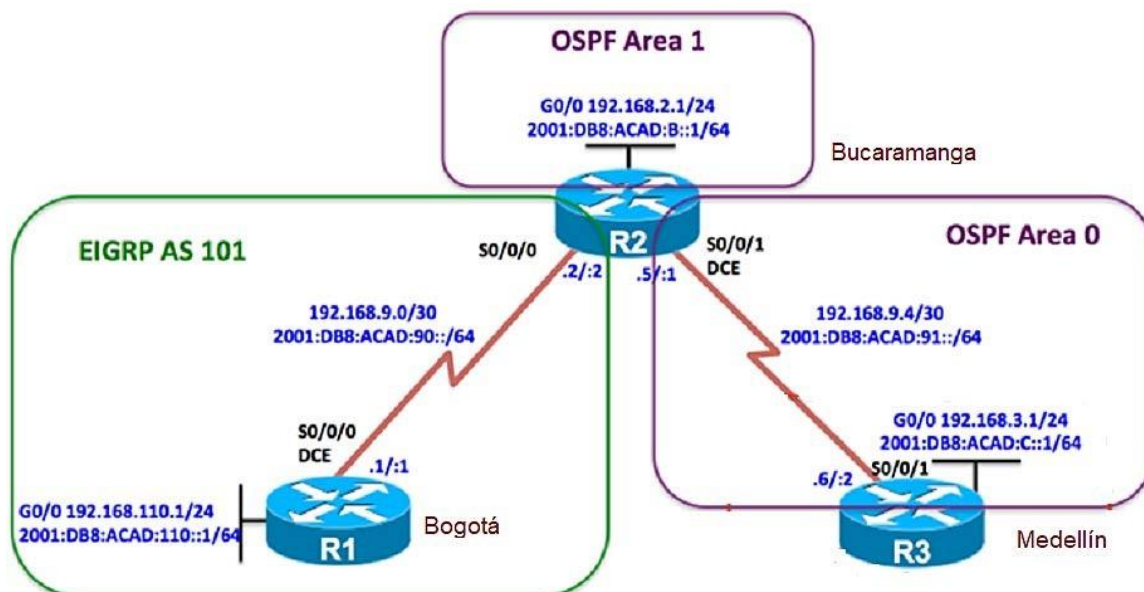 OSPF Area 1
G0/0 192.168.2.1/24
2001:DB8:ACAD:B::1/64
Bucaramanga
R2
EIGRP AS 101
S0/0/0
.2/:2
.5/:1
S0/0/1
DCE
OSPF Area 0
192.168.9.0/30
2001:DB8:ACAD:90::/64
192.168.9.4/30
2001:DB8:ACAD:91::/64
S0/0/0
DCE
.1/:1
G0/0 192.168.3.1/24
2001:DB8:ACAD:C::1/64
.6/:2
S0/0/1
G0/0 192.168.110.1/24
2001:DB8:ACAD:110::1/64
R1
Bogotá
R3
Medellín